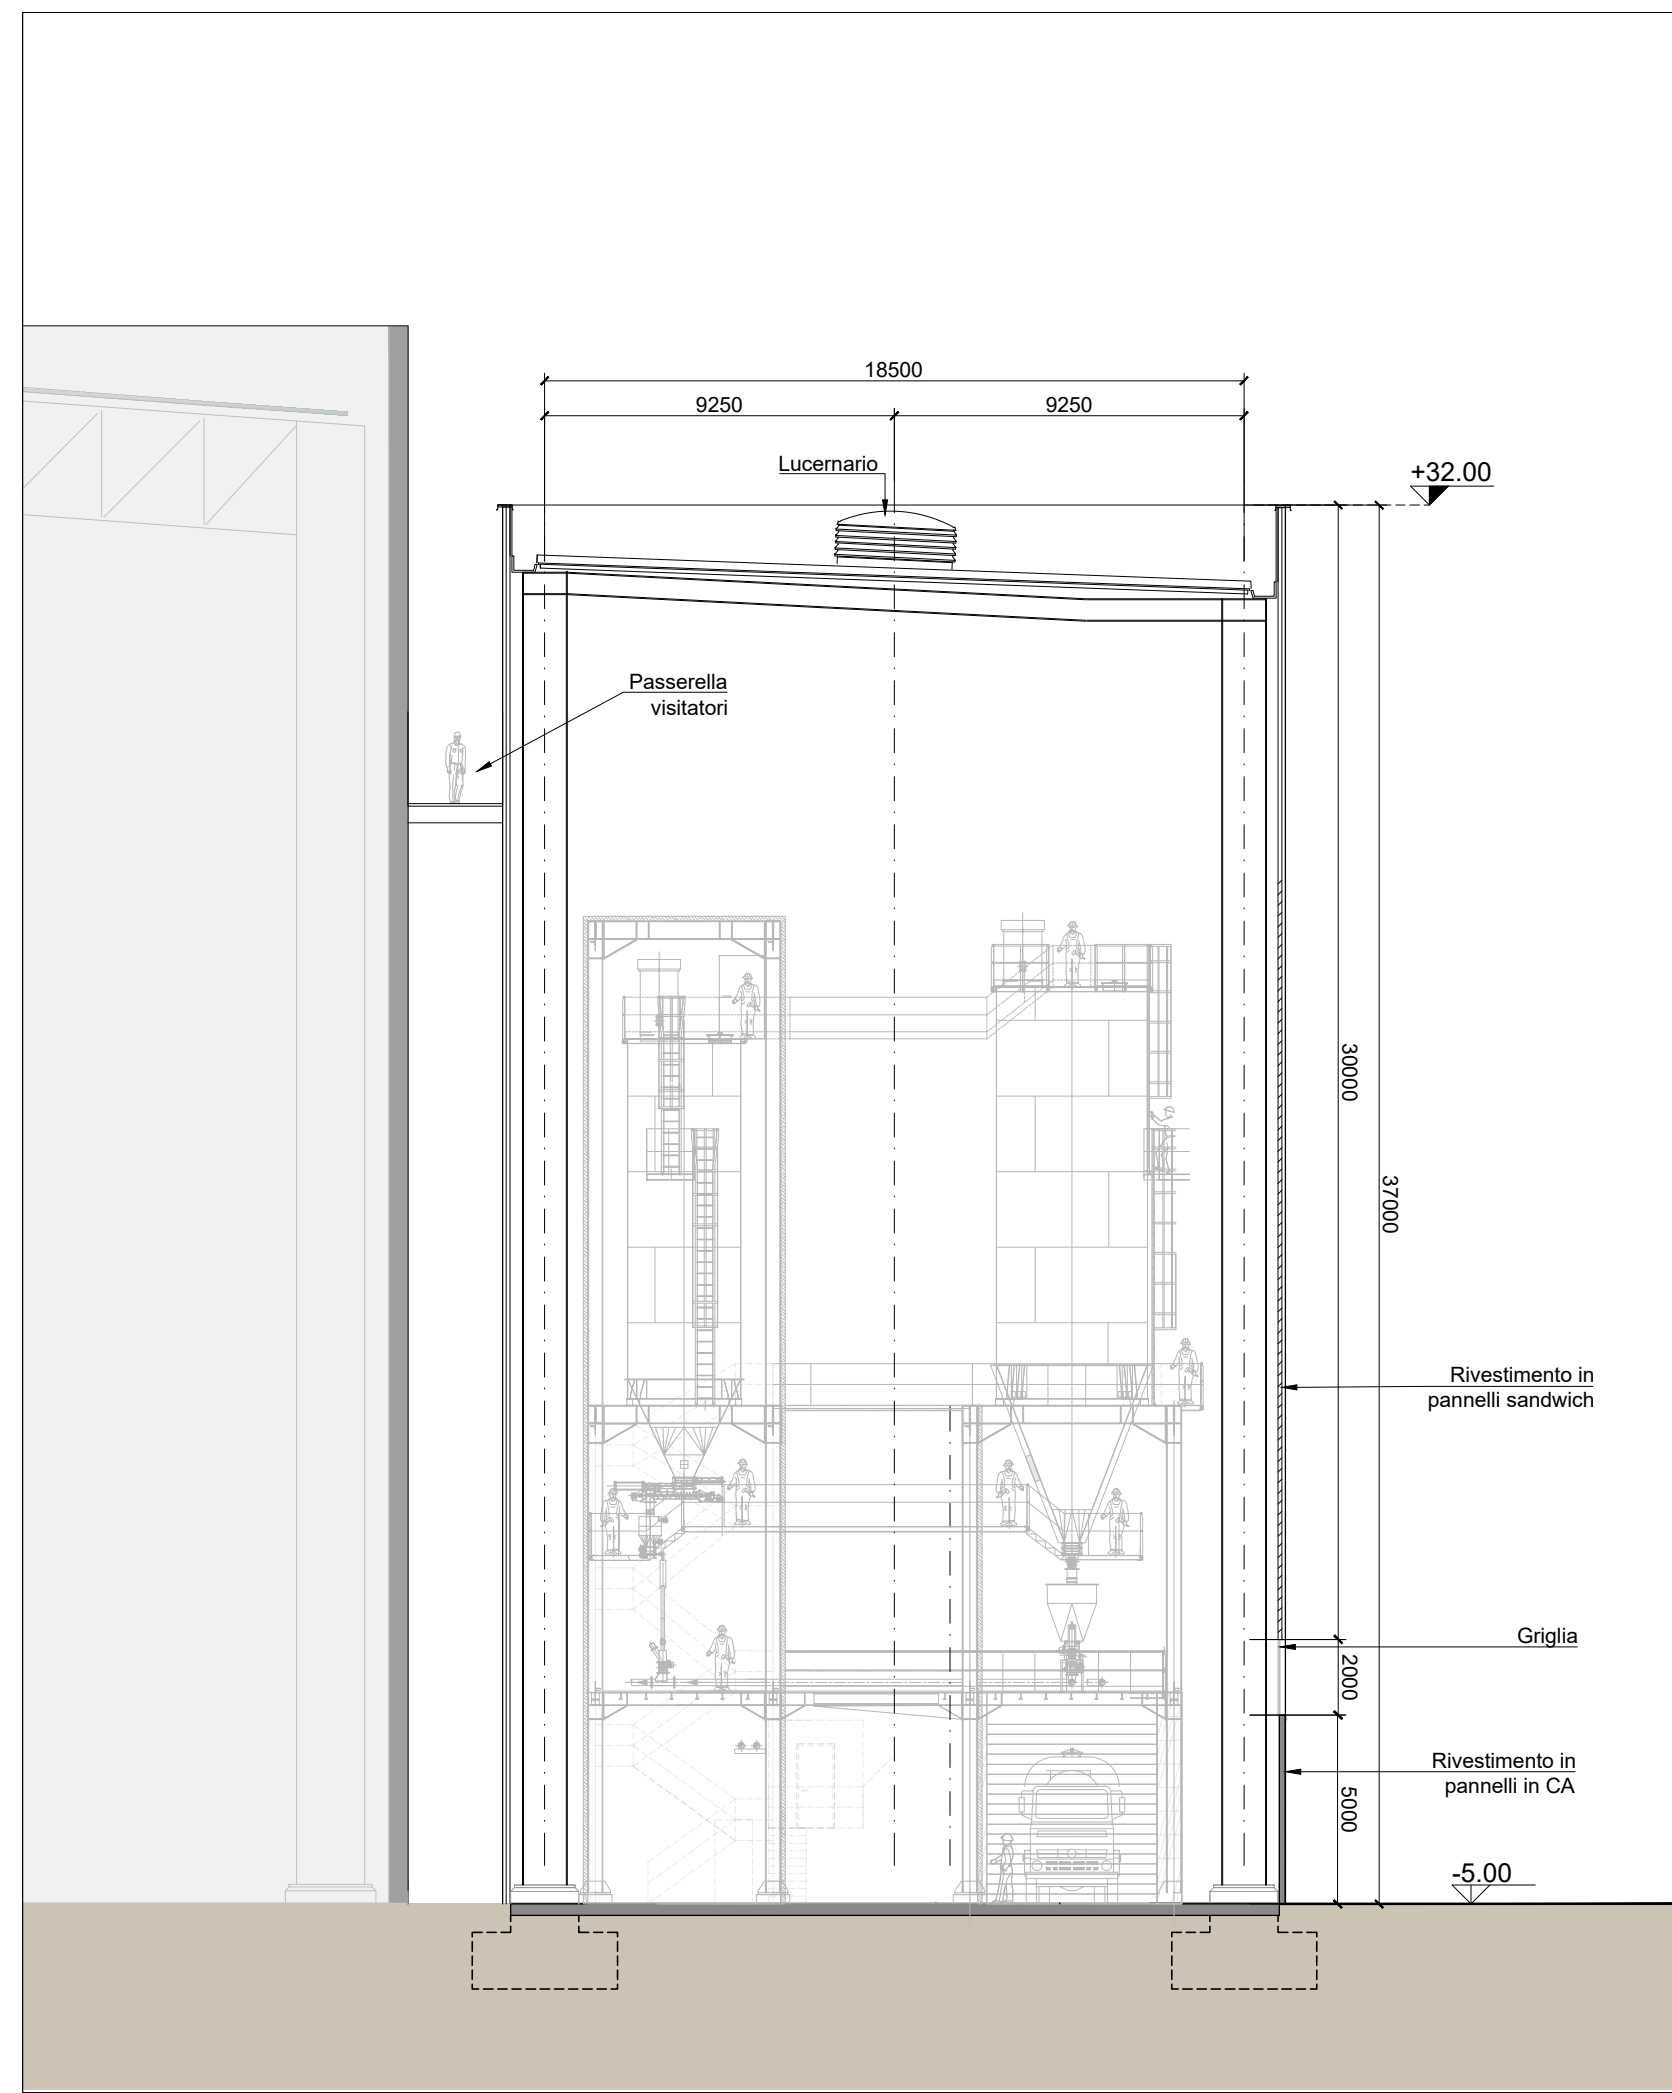 18500
9250
9250
Lucernario
+32.00
Passerella
visitatori
30000
37000
Rivestimento in
pannelli sandwich
Griglia
2000
Rivestimento in
pannelli in CA
5000
-5.00